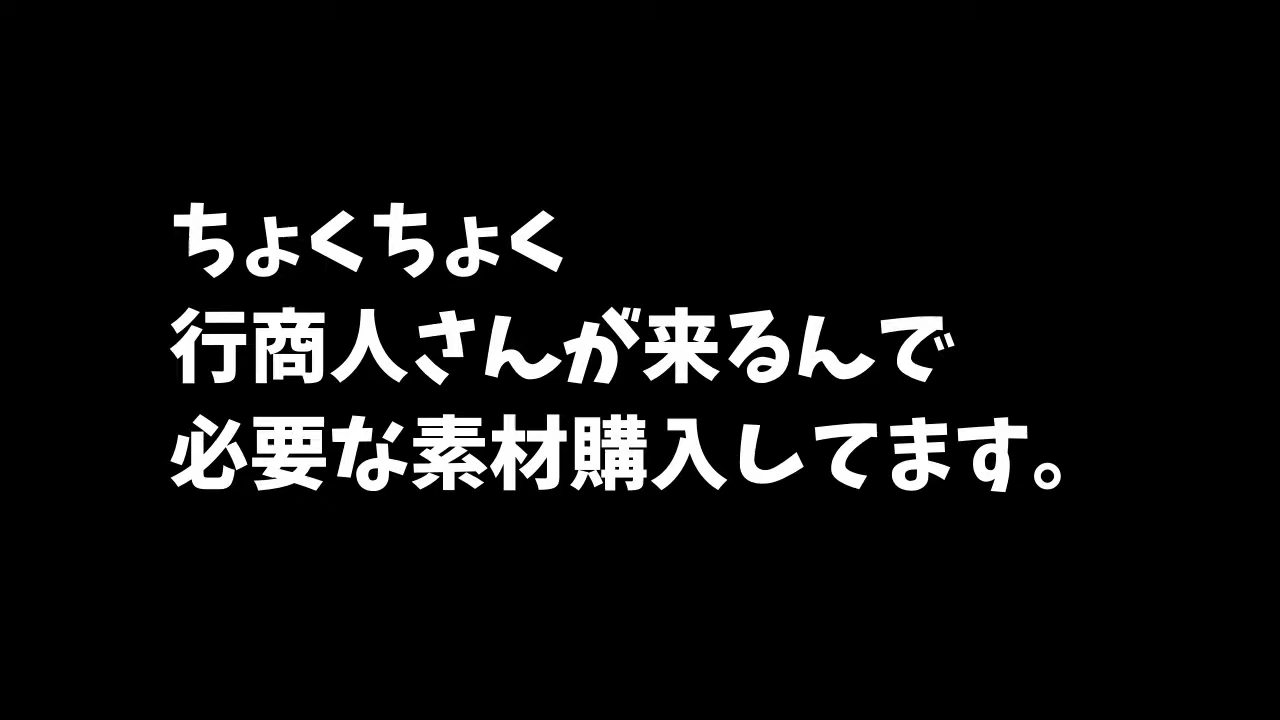 ちょくちょく
行商人さんが来るんで
必要な素材購入してます。